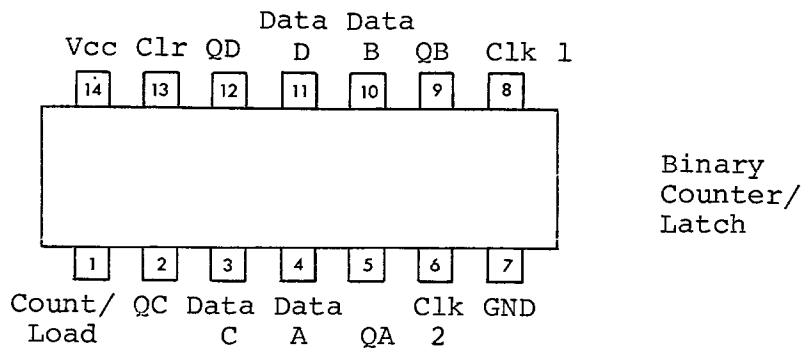 Data Data
Vcc Clr QD D B QB Clk 1
14 13 12 11 10 9 8
Binary
Counter/
Latch
1 2 3 4 5 6 7
Count/ QC Data Data Clk GND
Load C A QA 2